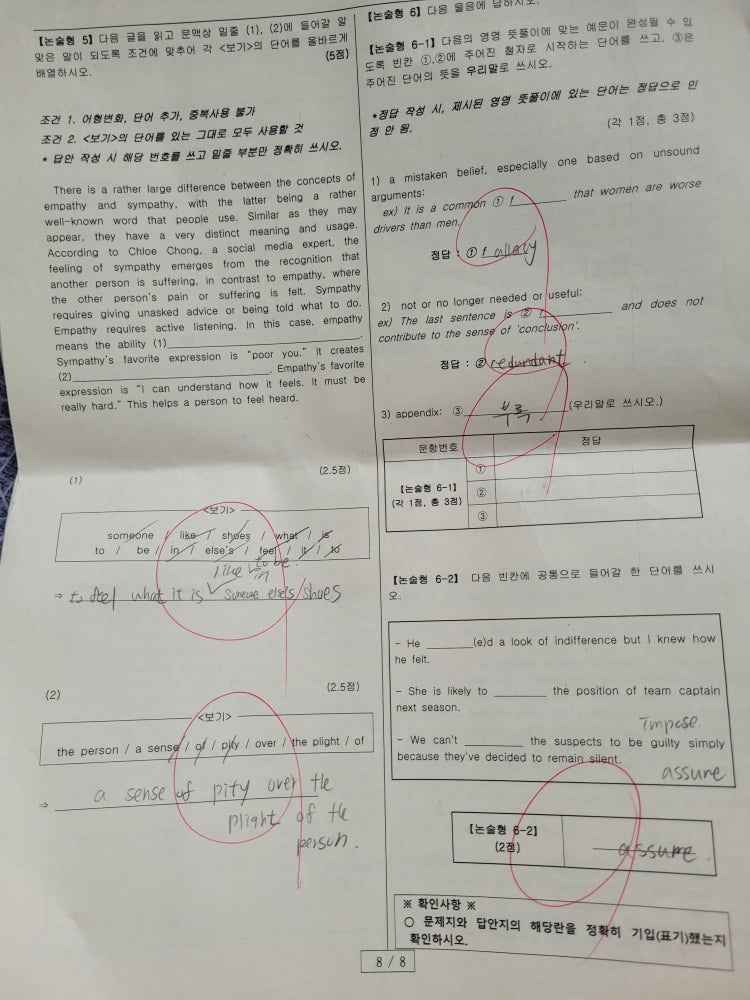 【논술형 5】 다음 글을 읽고 문맥상 밑줄 (1), (2)에 들어갈 알
맞은 말이 되도록 조건에 맞추어 각 <보기>의 단어를 올바르게
배열하시오. (5점)
조건 1. 어형변화, 단어 추가, 중복사용 불가
조건 2. <보기>의 단어를 있는 그대로 모두 사용할 것
* 답안 작성 시 해당 번호를 쓰고 밑줄 부분만 정확히 쓰시오.
There is a rather large difference between the concepts of
empathy and sympathy, with the latter being a rather
well-known word that people use. Similar as they may
appear, they have a very distinct meaning and usage.
According to Chloe Chong, a social media expert, the
feeling of sympathy emerges from the recognition that
another person is suffering, in contrast to empathy, where
the other person's pain or suffering is felt. Sympathy
requires giving unasked advice or being told what to do.
Empathy requires active listening. In this case, empathy
means the ability (1)
Sympathy's favorite expression is "poor you." It creates
(2) . Empathy's favorite
expression is "I can understand how it feels. It must be
really hard." This helps a person to feel heard.
(1) (2.5점)
<보기>
someone / like / shoes / what / is
to / be / in / else's / feel / it / to
like to be
in
⇒ to feel what it is someone else's shoes
(2) (2.5점)
<보기>
the person / a sense / of / pity / over / the plight / of
⇒ a sense of pity over the
plight of the
person.
【논술형 6】 다음 물음에 답하시오.
【논술형 6-1】 다음의 영영 뜻풀이에 맞는 예문이 완성될 수 있
도록 빈칸 ①,②에 주어진 철자로 시작하는 단어를 쓰고, ③은
주어진 단어의 뜻을 우리말로 쓰시오.
*정답 작성 시, 제시된 영영 뜻풀이에 있는 단어는 정답으로 인
정 안 됨. (각 1점, 총 3점)
1) a mistaken belief, especially one based on unsound
arguments:
ex) It is a common ① f that women are worse
drivers than men.
정답 : ① f allacy
2) not or no longer needed or useful:
ex) The last sentence is ② r and does not
contribute to the sense of 'conclusion'.
정답 : ② redundant .
3) appendix: ③ 부록 (우리말로 쓰시오.)
문항번호 정답
【논술형 6-1】
(각 1점, 총 3점)
①
②
③
【논술형 6-2】 다음 빈칸에 공통으로 들어갈 한 단어를 쓰시
오.
- He (e)d a look of indifference but I knew how
he felt.
- She is likely to the position of team captain
next season.
Impose
- We can't the suspects to be guilty simply
because they've decided to remain silent.
assure
【논술형 6-2】
(2점)
assume.
※ 확인사항 ※
○ 문제지와 답안지의 해당란을 정확히 기입(표기)했는지
확인하시오.
8 / 8